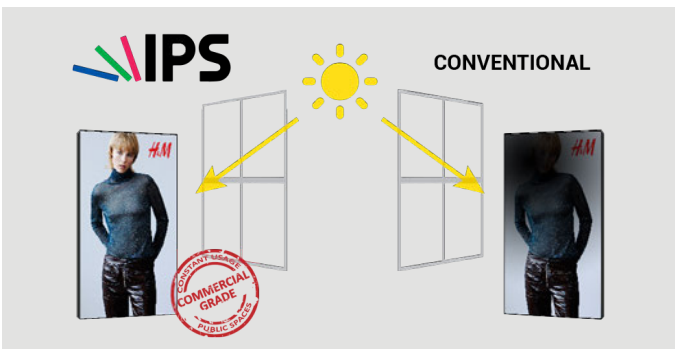 IPS
CONVENTIONAL
H&M
H&M
CONSTANT USAGE
COMMERCIAL
GRADE
PUBLIC SPACES